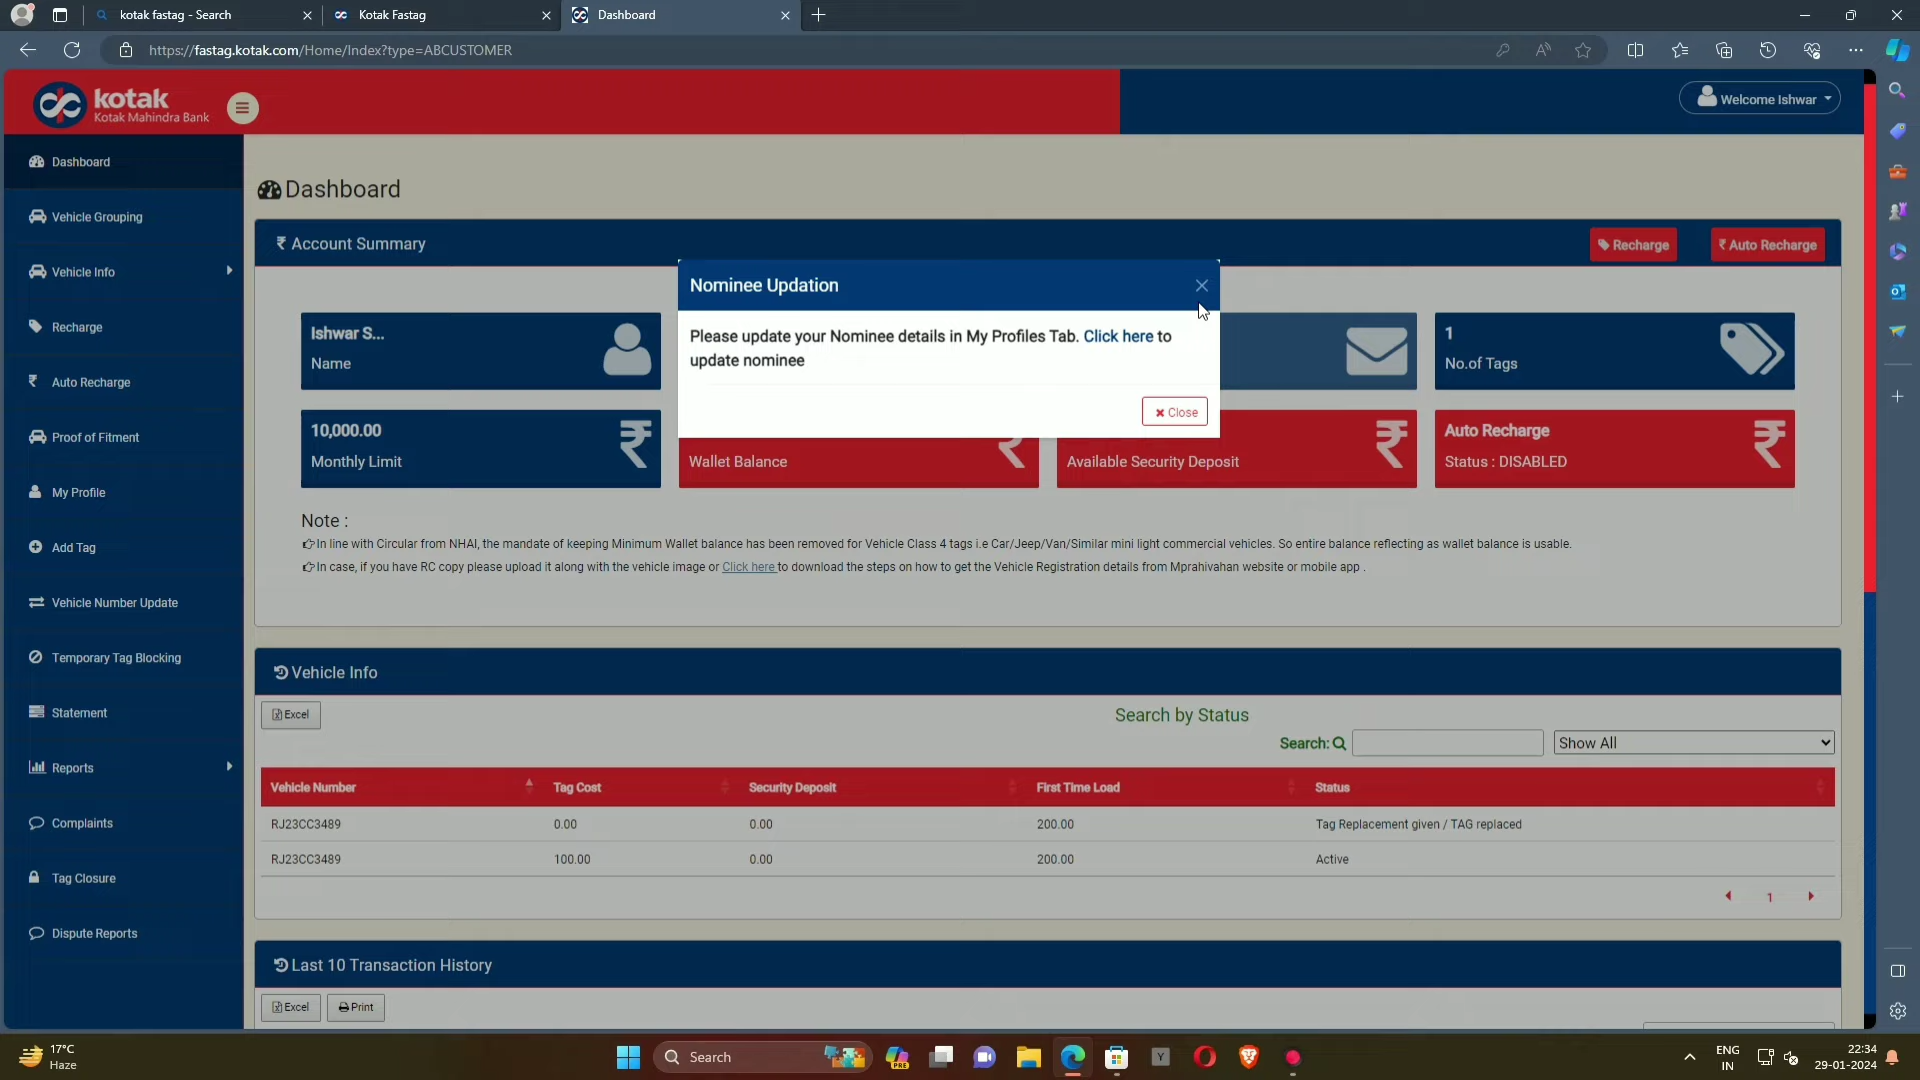 kotak fastag - Search
Kotak Fastag
Dashboard
https://fastag.kotak.com/Home/Index?type=ABCUSTOMER
kotak
Kotak Mahindra Bank
Welcome Ishwar
Dashboard
Vehicle Grouping
Vehicle Info
Recharge
Auto Recharge
Proof of Fitment
My Profile
Add Tag
Vehicle Number Update
Temporary Tag Blocking
Statement
Reports
Complaints
Tag Closure
Dispute Reports
Dashboard
₹ Account Summary
Recharge
₹ Auto Recharge
Nominee Updation
Please update your Nominee details in My Profiles Tab. Click here to
update nominee
Close
Ishwar S...
Name
1
No.of Tags
10,000.00
Monthly Limit
Wallet Balance
Available Security Deposit
Auto Recharge
Status : DISABLED
Note :
In line with Circular from NHAI, the mandate of keeping Minimum Wallet balance has been removed for Vehicle Class 4 tags i.e Car/Jeep/Van/Similar mini light commercial vehicles. So entire balance reflecting as wallet balance is usable.
In case, if you have RC copy please upload it along with the vehicle image or Click here to download the steps on how to get the Vehicle Registration details from Mprahivahan website or mobile app .
Vehicle Info
Excel
Search by Status
Search:
Show All
Vehicle Number Tag Cost Security Deposit First Time Load Status
RJ23CC3489 0.00 0.00 200.00 Tag Replacement given / TAG replaced
RJ23CC3489 100.00 0.00 200.00 Active
1
Last 10 Transaction History
Excel
Print
17°C
Haze
Search
PRE
Y
ENG
IN
22:34
29-01-2024